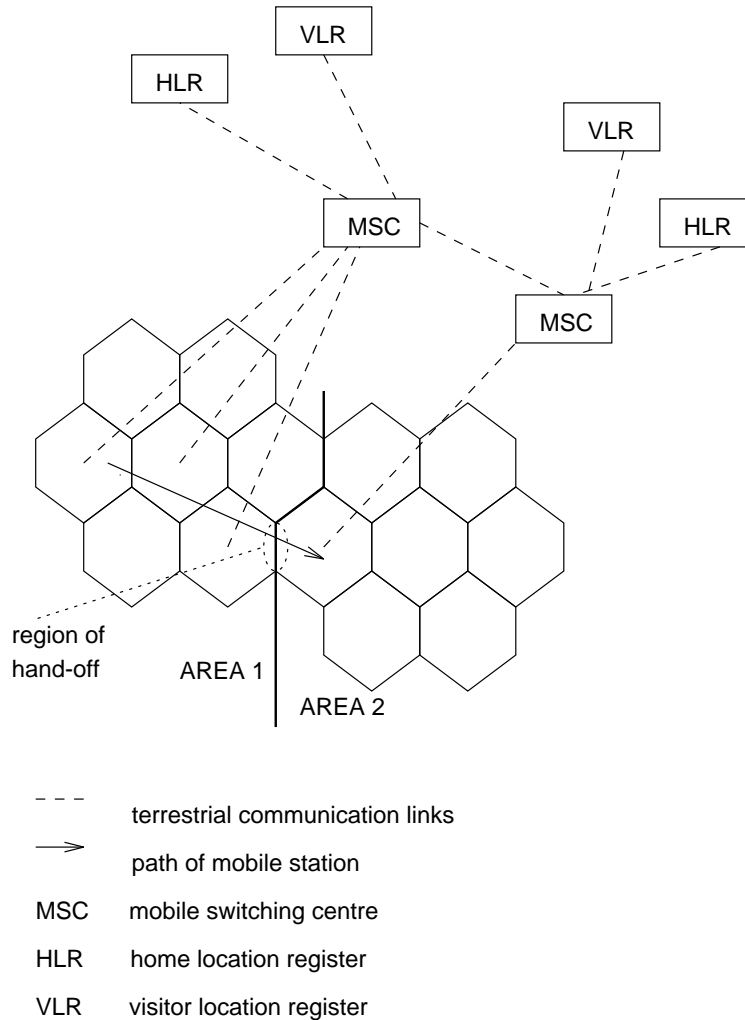 VLR
HLR
VLR
MSC
HLR
MSC
region of
hand-off
AREA 1
AREA 2
terrestrial communication links
path of mobile station
MSC mobile switching centre
HLR home location register
VLR visitor location register